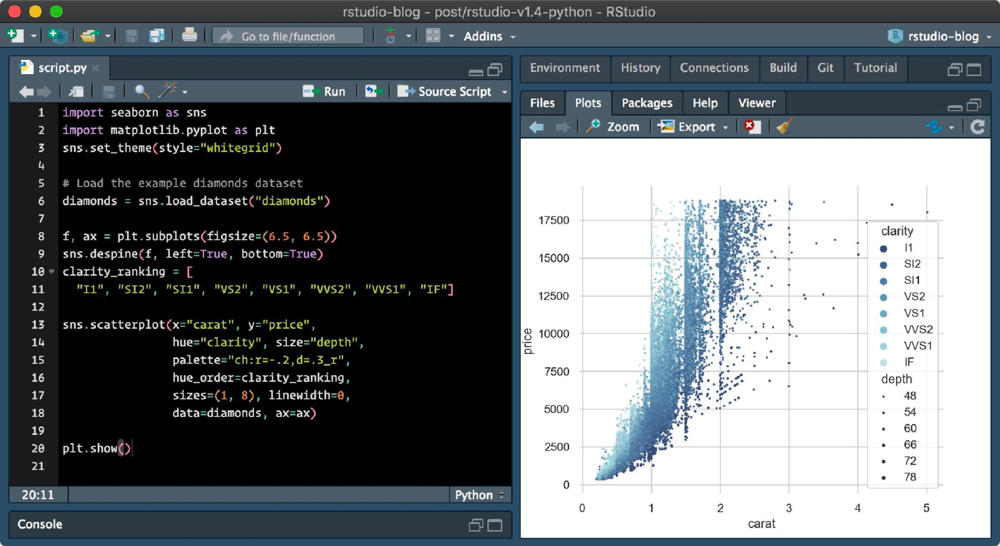 rstudio-blog - post/rstudio-v1.4-python - RStudio
Go to file/function
Addins
rstudio-blog
script.py
Run
Source Script
1 import seaborn as sns
2 import matplotlib.pyplot as plt
3 sns.set_theme(style="whitegrid")
4
5 # Load the example diamonds dataset
6 diamonds = sns.load_dataset("diamonds")
7
8 f, ax = plt.subplots(figsize=(6.5, 6.5))
9 sns.despine(f, left=True, bottom=True)
10 clarity_ranking = [
11 "I1", "SI2", "SI1", "VS2", "VS1", "VVS2", "VVS1", "IF"]
12
13 sns.scatterplot(x="carat", y="price",
14 hue="clarity", size="depth",
15 palette="ch:r=-.2,d=.3_r",
16 hue_order=clarity_ranking,
17 sizes=(1, 8), linewidth=0,
18 data=diamonds, ax=ax)
19
20 plt.show()
21
20:11
Python
Console
Environment History Connections Build Git Tutorial
Files Plots Packages Help Viewer
Zoom Export
17500
15000
12500
10000
7500
5000
2500
0
price
0 1 2 3 4 5
carat
clarity
I1
SI2
SI1
VS2
VS1
VVS2
VVS1
IF
depth
48
54
60
66
72
78